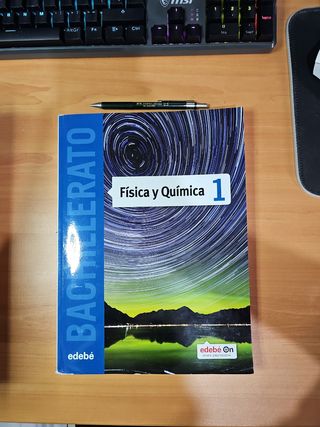 msi
BACHILLERATO
Física y Química 1
edebé
edebé On